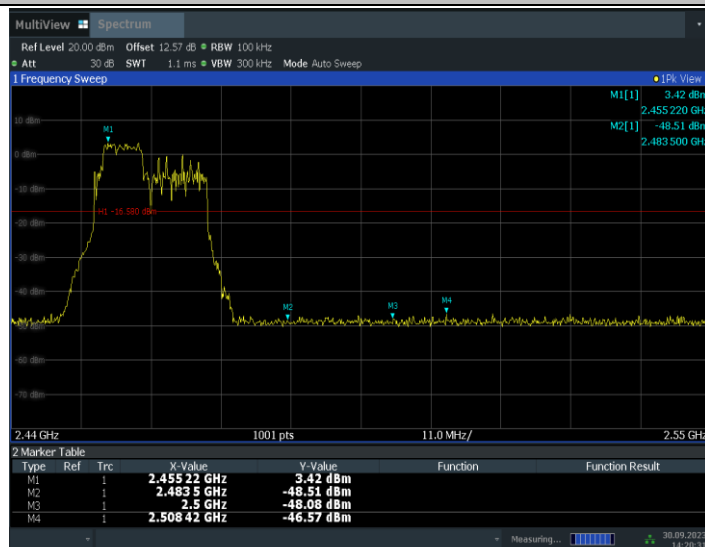 MultiView Spectrum
Ref Level 20.00 dBm Offset 12.57 dB RBW 100 kHz
Att 30 dB SWT 1.1 ms VBW 300 kHz Mode Auto Sweep
1 Frequency Sweep 1Pk View
M1[1] 3.42 dBm
2.455 220 GHz
M2[1] -48.51 dBm
2.483 500 GHz
10 dBm
M1
0 dBm
-10 dBm
H1 -16.580 dBm
-20 dBm
-30 dBm
-40 dBm
M2 M3 M4
-60 dBm
-70 dBm
2.44 GHz 1001 pts 11.0 MHz/ 2.55 GHz
2 Marker Table
Type Ref Trc X-Value Y-Value Function Function Result
M1 1 2.455 22 GHz 3.42 dBm
M2 1 2.483 5 GHz -48.51 dBm
M3 1 2.5 GHz -48.08 dBm
M4 1 2.508 42 GHz -46.57 dBm
Measuring... 30.09.2023
14:20:31